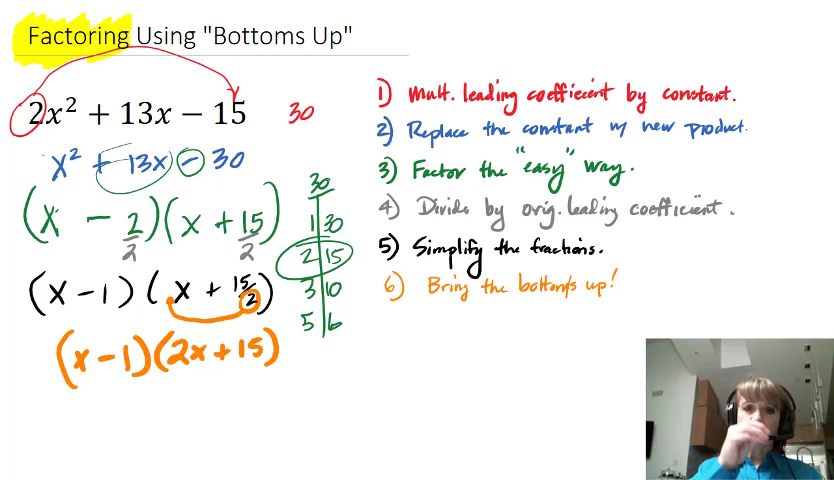 Factoring Using "Bottoms Up"
2x² + 13x − 15 30
x² + 13x − 30
(x − 2/2)(x + 15/2)
(x − 1)(x + 15/2)
(x − 1)(2x + 15)
30
1 30
2 15
3 10
5 6
1) Mult. leading coefficient by constant.
2) Replace the constant w/ new product.
3) Factor the "easy" way.
4) Divide by orig. leading coefficient.
5) Simplify the fractions.
6) Bring the bottoms up!